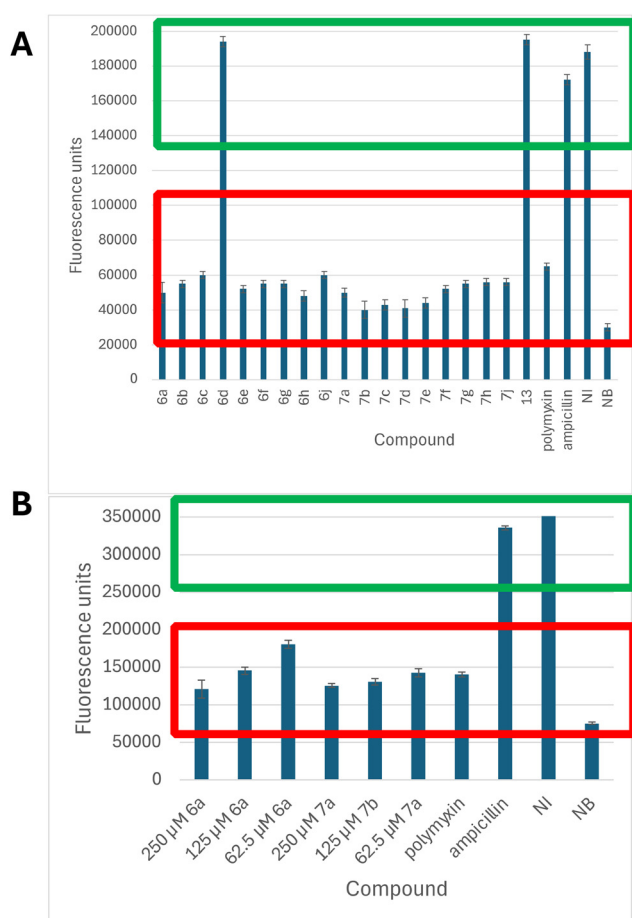 A
200000
180000
160000
140000
120000
100000
80000
60000
40000
20000
0
Fluorescence units
6a 6b 6c 6d 6e 6f 6g 6h 6j 7a 7b 7c 7d 7e 7f 7g 7h 7j 13 polymyxin ampicillin NI NB
Compound
B
350000
300000
250000
200000
150000
100000
50000
0
Fluorescence units
250 µM 6a 125 µM 6a 62.5 µM 6a 250 µM 7a 125 µM 7b 62.5 µM 7a polymyxin ampicillin NI NB
Compound